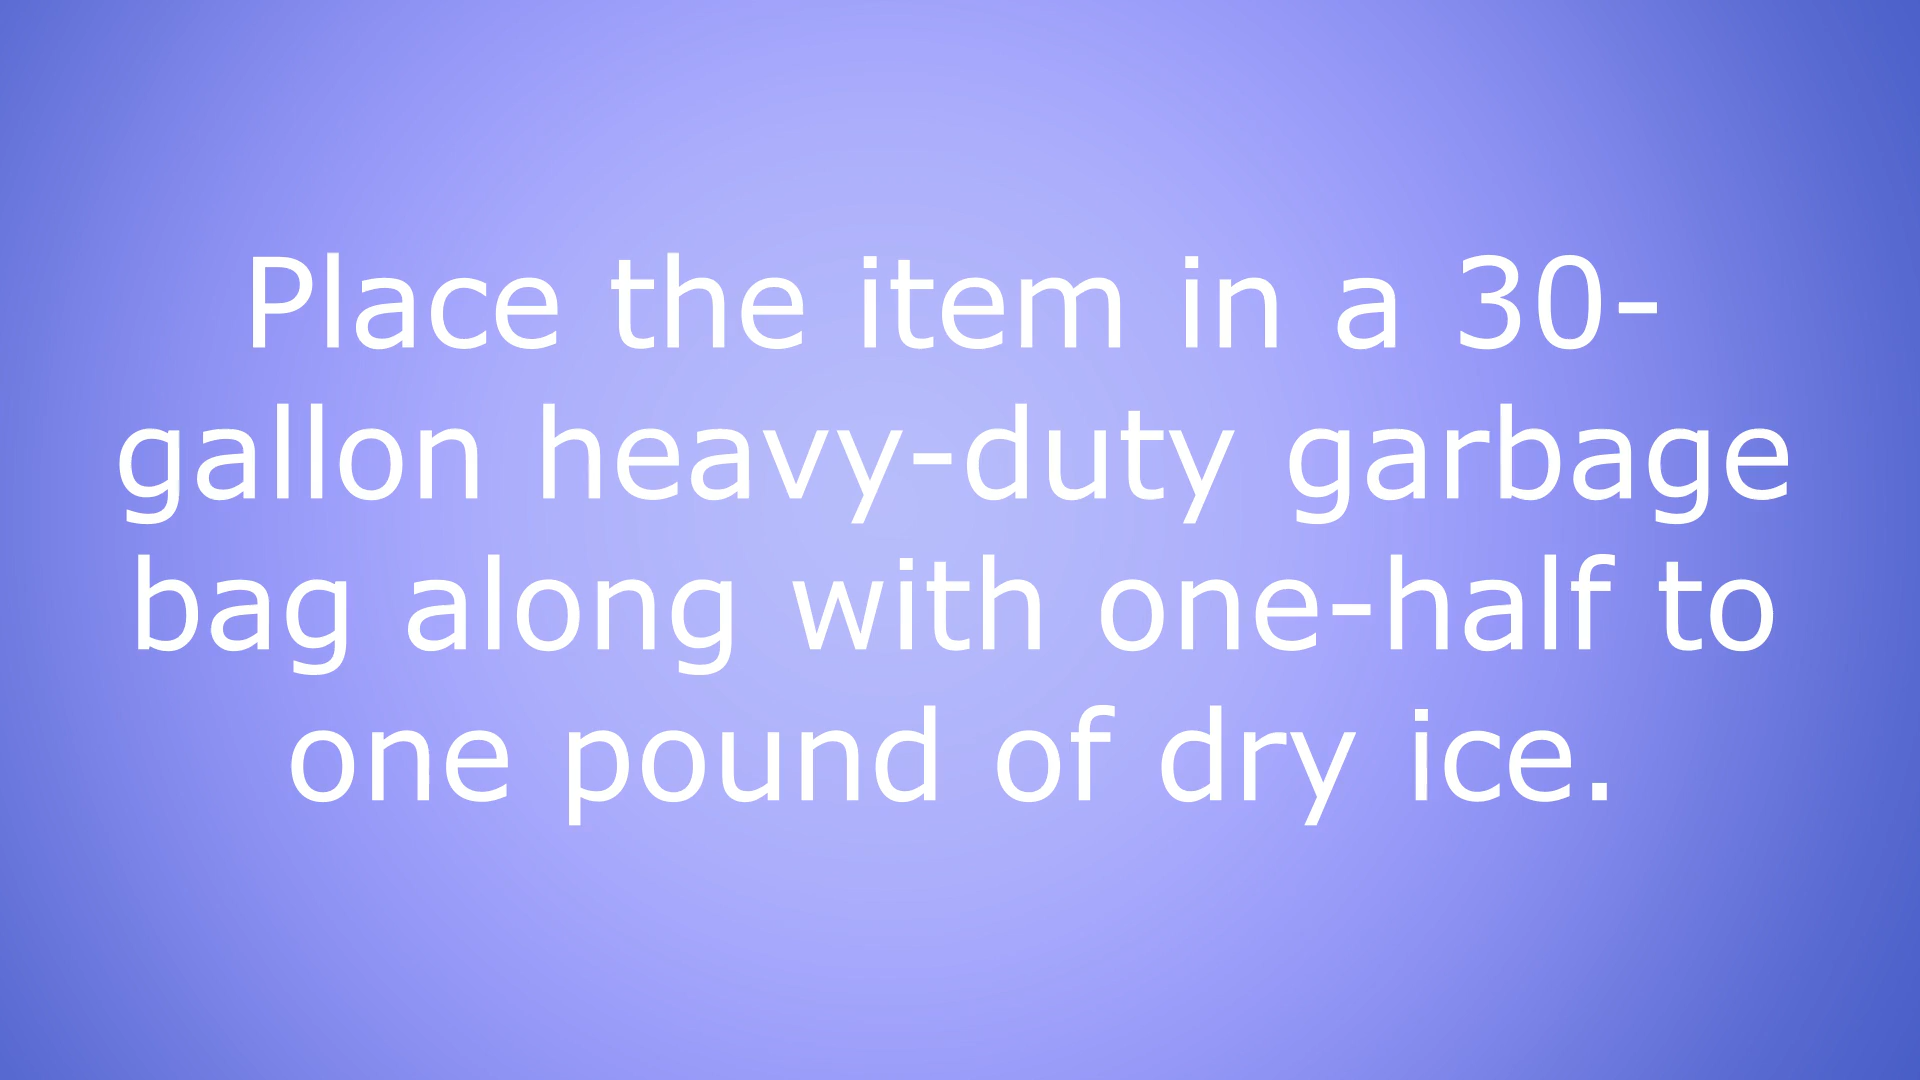 Place the item in a 30-
gallon heavy-duty garbage
bag along with one-half to
one pound of dry ice.